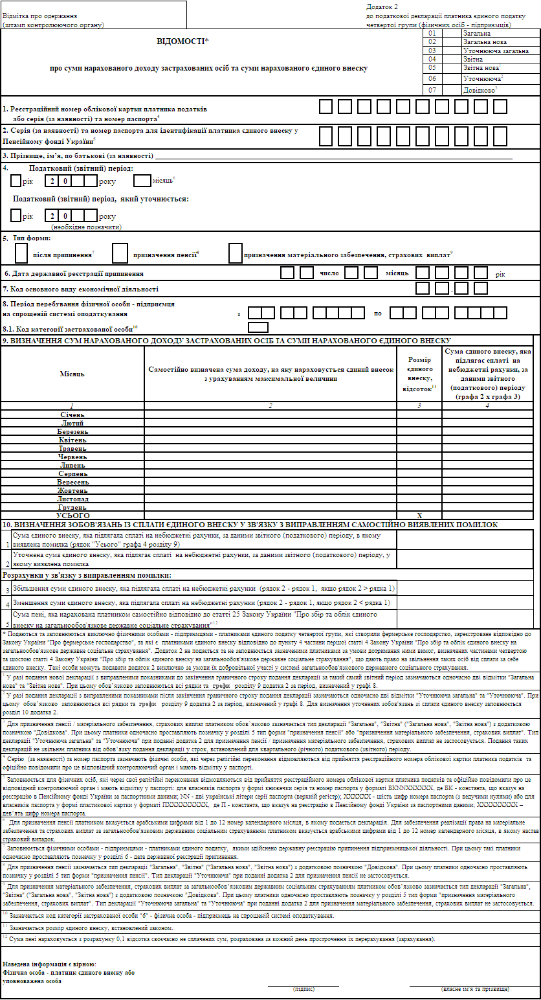 Відмітка про одержання
(штамп контролюючого органу)
Додаток 2
до податкової декларації платника єдиного податку
четвертої групи (фізичних осіб - підприємців)
ВІДОМОСТІ*
про суми нарахованого доходу застрахованих осіб та суми нарахованого єдиного внеску
01 Загальна
02 Загальна нова
03 Уточнююча загальна
04 Звітна
05 Звітна нова1
06 Уточнююча2
07 Довідково3
1. Реєстраційний номер облікової картки платника податків
або серія (за наявності) та номер паспорта4
2. Серія (за наявності) та номер паспорта для ідентифікації платника єдиного внеску у
Пенсійному фонді України5
3. Прізвище, ім’я, по батькові (за наявності)
4. Податковий (звітний) період:
рік 2 0 року місяць6
Податковий (звітний) період, який уточнюється:
рік 2 0 року
(необхідне позначити)
5. Тип форми:
після припинення7 призначення пенсії8 призначення матеріального забезпечення, страхових виплат9
6. Дата державної реєстрації припинення число місяць рік
7. Код основного виду економічної діяльності .
8. Період перебування фізичної особи - підприємця
на спрощеній системі оподаткування з по
8.1. Код категорії застрахованої особи10
9. ВИЗНАЧЕННЯ СУМ НАРАХОВАНОГО ДОХОДУ ЗАСТРАХОВАНИХ ОСІБ ТА СУМИ НАРАХОВАНОГО ЄДИНОГО ВНЕСКУ
Місяць
Самостійно визначена сума доходу, на яку нараховується єдиний внесок
з урахуванням максимальної величини
Розмір
єдиного
внеску,
відсоток11
Сума єдиного внеску, яка
підлягає сплаті на
небюджетні рахунки, за
даними звітного
(податкового) періоду
(графа 2 х графа 3)
1 2 3 4
Січень
Лютий
Березень
Квітень
Травень
Червень
Липень
Серпень
Вересень
Жовтень
Листопад
Грудень
УСЬОГО Х
10. ВИЗНАЧЕННЯ ЗОБОВ'ЯЗАНЬ ІЗ СПЛАТИ ЄДИНОГО ВНЕСКУ У ЗВ'ЯЗКУ З ВИПРАВЛЕННЯМ САМОСТІЙНО ВИЯВЛЕНИХ ПОМИЛОК
1 Сума єдиного внеску, яка підлягала сплаті на небюджетні рахунки, за даними звітного (податкового) періоду, в якому
виявлена помилка (рядок "Усього" графа 4 розділу 9)
2 Уточнена сума єдиного внеску, яка підлягає сплаті на небюджетні рахунки, за даними звітного (податкового) періоду, у
якому виявлена помилка
Розрахунки у зв'язку з виправленням помилки:
3 Збільшення суми єдиного внеску, яка підлягала сплаті на небюджетні рахунки (рядок 2 - рядок 1, якщо рядок 2 > рядка 1)
4 Зменшення суми єдиного внеску, яка підлягала сплаті на небюджетні рахунки (рядок 2 - рядок 1, якщо рядок 2 < рядка 1)
5 Сума пені, яка нарахована платником самостійно відповідно до статті 25 Закону України "Про збір та облік єдиного
внеску на загальнообов'язкове державне соціальне страхування"12
* Подаються та заповнюються виключно фізичними особами - підприємцями - платниками єдиного податку четвертої групи, які створили фермерське господарство, зареєстроване відповідно до
Закону України "Про фермерське господарство", та які є платниками єдиного внеску відповідно до пункту 4 частини першої статті 4 Закону України "Про збір та облік єдиного внеску на
загальнообов'язкове державне соціальне страхування". Додаток 2 не подається та не заповнюється зазначеними платниками за умови дотримання ними вимог, визначених частинами четвертою
та шостою статті 4 Закону України "Про збір та облік єдиного внеску на загальнообов'язкове державне соціальне страхування", що дають право на звільнення таких осіб від сплати за себе
єдиного внеску. Такі особи можуть подавати додаток 2 виключно за умови їх добровільної участі у системі загальнообов'язкового державного соціального страхування.
1 У разі подання нової декларації з виправленими показниками до закінчення граничного строку подання декларації за такий самий звітний період зазначаються одночасно дві відмітки "Загальна
нова" та "Звітна нова". При цьому обов’язково заповнюються всі рядки та графи розділу 9 додатка 2 за період, визначений у графі 8.
2 У разі подання декларації з виправленими показниками після закінчення граничного строку подання декларації зазначаються одночасно дві відмітки "Уточнююча загальна" та "Уточнююча". При
цьому обов’язково заповнюються всі рядки та графи розділу 9 додатка 2 за період, визначений у графі 8. Для визначення уточнених зобов'язань зі сплати єдиного внеску заповнюється
розділ 10 додатка 2.
3 Для призначення пенсії / матеріального забезпечення, страхових виплат платником обов’язково зазначається тип декларації "Загальна", "Звітна" ("Загальна нова", "Звітна нова") з додатковою
позначкою "Довідкова". При цьому платники одночасно проставляють позначку у розділі 5 тип форми "призначення пенсії" або "призначення матеріального забезпечення, страхових виплат". Тип
декларації "Уточнююча загальна" та "Уточнююча" при поданні додатка 2 для призначення пенсії / призначення матеріального забезпечення, страхових виплат не застосовується. Подання таких
декларацій не звільняє платника від обов’язку подання декларації у строк, встановлений для квартального (річного) податкового (звітного) періоду.
4 Серію (за наявності) та номер паспорта зазначають фізичні особи, які через релігійні переконання відмовляються від прийняття реєстраційного номера облікової картки платника податків та
офіційно повідомили про це відповідний контролюючий орган і мають відмітку у паспорті.
5 Заповнюється для фізичних осіб, які через свої релігійні переконання відмовляються від прийняття реєстраційного номера облікової картки платника податків та офіційно повідомили про це
відповідний контролюючий орган і мають відмітку у паспорті: для власників паспорта у формі книжечки серія та номер паспорта у форматі БКNNXXXXXX, де БК - константа, що вказує на
реєстрацію в Пенсійному фонді України за паспортними даними; NN - дві українські літери серії паспорта (верхній регістр); XXXXXX - шість цифр номера паспорта (з ведучими нулями) або для
власників паспорта у формі пластикової картки у форматі ПXXXXXXXXX, де П - константа, що вказує на реєстрацію в Пенсійному фонді України за паспортними даними; XXXXXXXXX –
дев’ять цифр номера паспорта.
6 Для призначення пенсії платником вказується арабськими цифрами від 1 до 12 номер календарного місяця, в якому подається декларація. Для забезпечення реалізації права на матеріальне
забезпечення та страхових виплат за загальнообов'язковим державним соціальним страхуванням платником вказується арабськими цифрами від 1 до 12 номер календарного місяця, в якому настав
страховий випадок.
7 Заповнюється фізичними особами - підприємцями - платниками єдиного податку, якими здійснено державну реєстрацію припинення підприємницької діяльності. При цьому такі платники
одночасно проставляють позначку у розділі 6 - дата державної реєстрації припинення.
8 Для призначення пенсії зазначається тип декларації "Загальна", "Звітна" ("Загальна нова", "Звітна нова") з додатковою позначкою "Довідкова". При цьому платники одночасно проставляють
позначку у розділі 5 тип форми "призначення пенсії". Тип декларації "Уточнююча" при поданні додатка 2 для призначення пенсії не застосовується.
9 Для призначення матеріального забезпечення, страхових виплат за загальнообов’язковим державним соціальним страхуванням платником обов’язково зазначається тип декларації "Загальна",
"Звітна" ("Загальна нова", "Звітна нова") з додатковою позначкою "Довідкова". При цьому платники одночасно проставляють позначку у розділі 5 тип форми "призначення матеріального
забезпечення, страхових виплат". Тип декларації "Уточнююча загальна" та "Уточнююча" при поданні додатка 2 для призначення матеріального забезпечення, страхових виплат не застосовується.
10 Зазначається код категорії застрахованої особи "6" - фізична особа - підприємець на спрощеній системі оподаткування.
11 Зазначається розмір єдиного внеску, встановлений законом.
12 Сума пені нараховується з розрахунку 0,1 відсотка своєчасно не сплачених сум, розрахована за кожний день прострочення їх перерахування (зарахування).
Наведена інформація є вірною:
Фізична особа - платник єдиного внеску або
уповноважена особа
(підпис) (власне ім'я та прізвище)